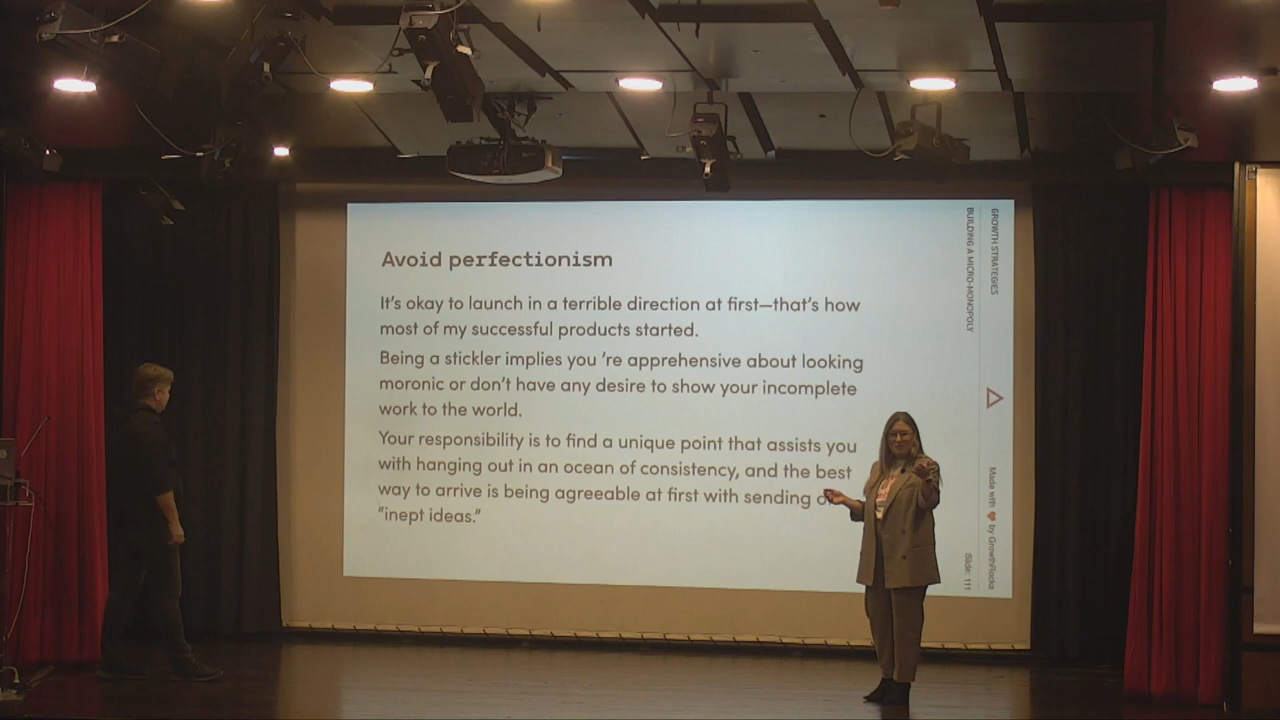 Avoid perfectionism
It's okay to launch in a terrible direction at first—that's how
most of my successful products started.
Being a stickler implies you 're apprehensive about looking
moronic or don't have any desire to show your incomplete
work to the world.
Your responsibility is to find a unique point that assists you
with hanging out in an ocean of consistency, and the best
way to arrive is being agreeable at first with sending
"inept ideas."
GROWTH STRATEGIES
BUILDING A MICRO-MONOPOLY
Made with ❤ by GrowthRocks
Slide: 111